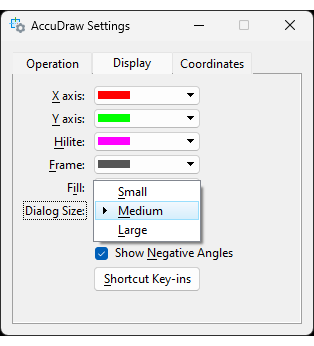 AccuDraw Settings
Operation Display Coordinates
X axis:
Y axis:
Hilite:
Frame:
Fill:
Small
Dialog Size: Medium
Large
Show Negative Angles
Shortcut Key-ins